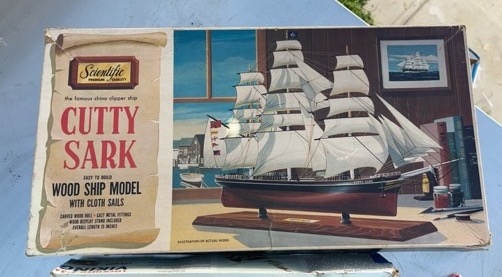 Scientific
PREMIUM QUALITY
the famous china clipper ship
CUTTY
SARK
EASY TO BUILD
WOOD SHIP MODEL
WITH CLOTH SAILS
CARVED WOOD HULL • CAST METAL FITTINGS
WOOD DISPLAY STAND INCLUDED
OVERALL LENGTH 23 INCHES
ILLUSTRATION OF ACTUAL MODEL